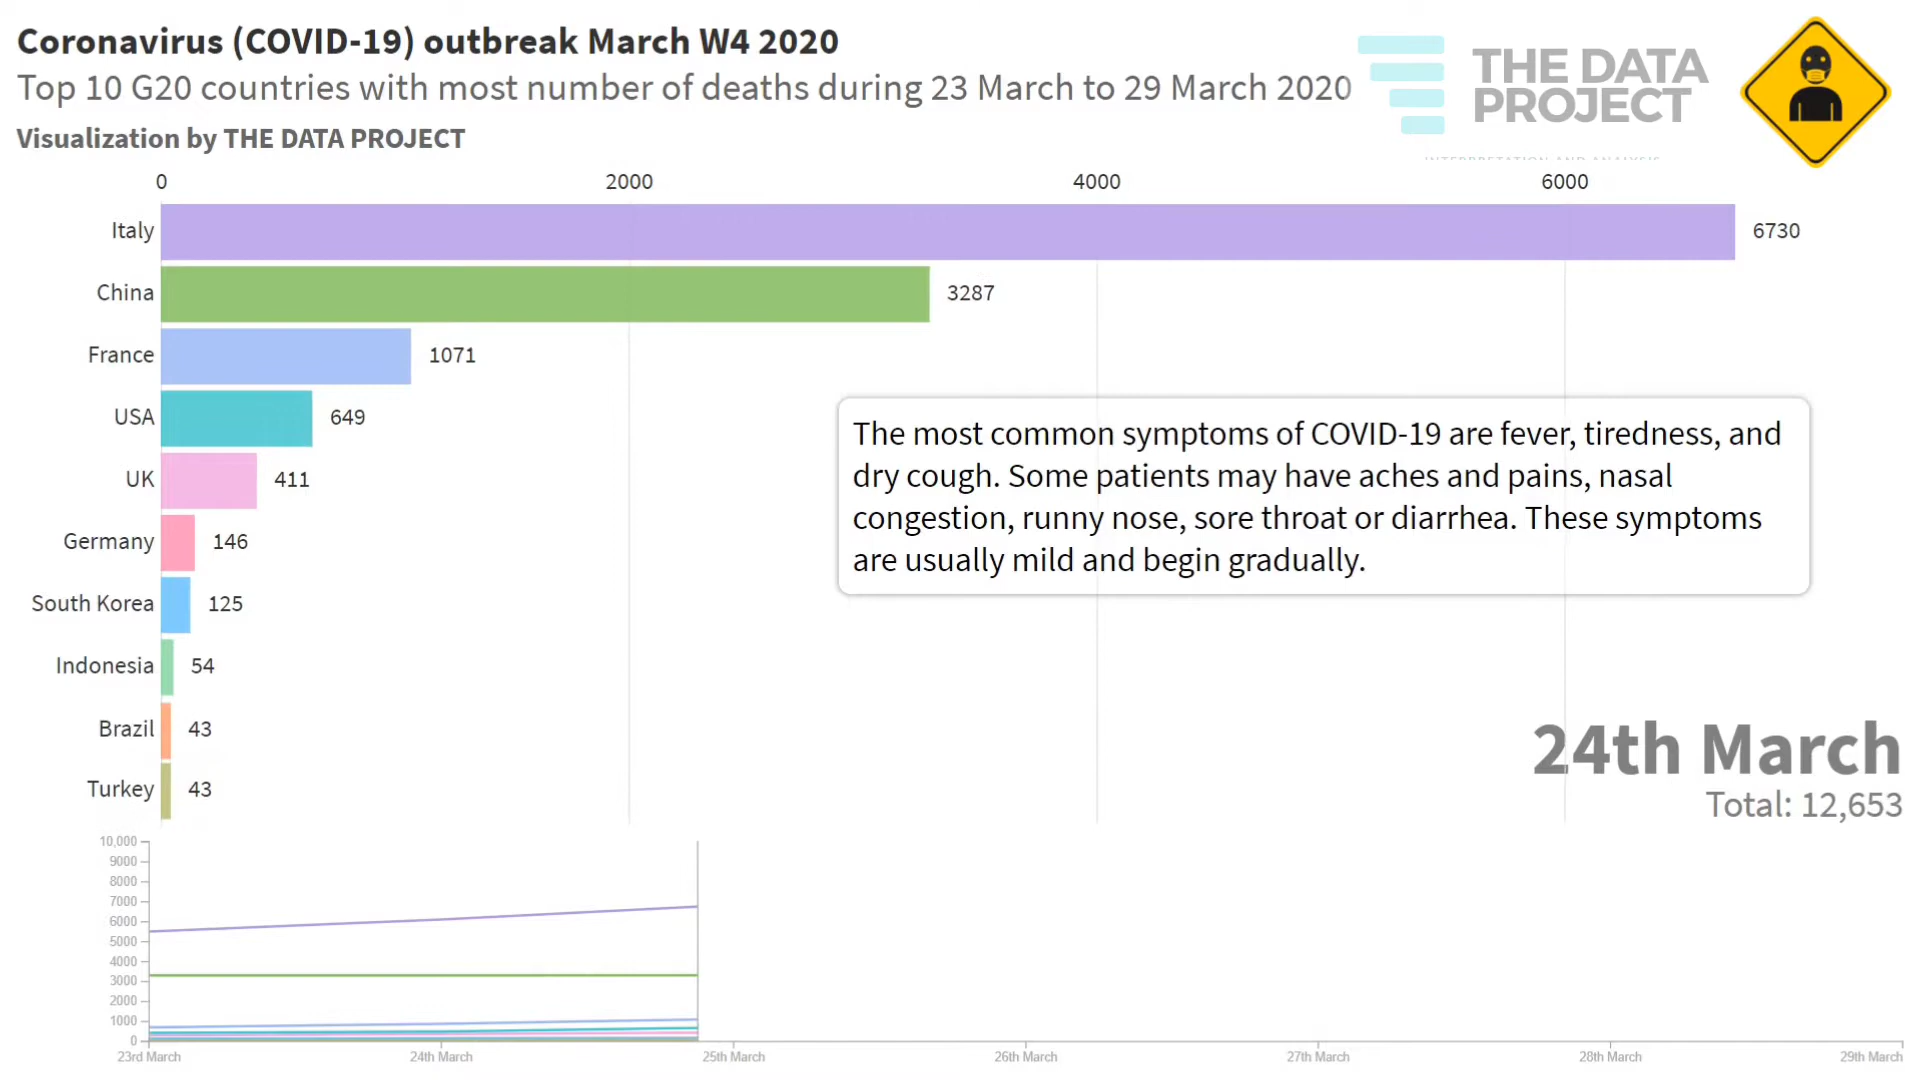 Coronavirus (COVID-19) outbreak March W4 2020
Top 10 G20 countries with most number of deaths during 23 March to 29 March 2020
Visualization by THE DATA PROJECT
THE DATA
PROJECT
0 2000 4000 6000
Italy 6730
China 3287
France 1071
USA 649
UK 411
Germany 146
South Korea 125
Indonesia 54
Brazil 43
Turkey 43
The most common symptoms of COVID-19 are fever, tiredness, and
dry cough. Some patients may have aches and pains, nasal
congestion, runny nose, sore throat or diarrhea. These symptoms
are usually mild and begin gradually.
24th March
Total: 12,653
10,000
9000
8000
7000
6000
5000
4000
3000
2000
1000
0
23rd March 24th March 25th March 26th March 27th March 28th March 29th March